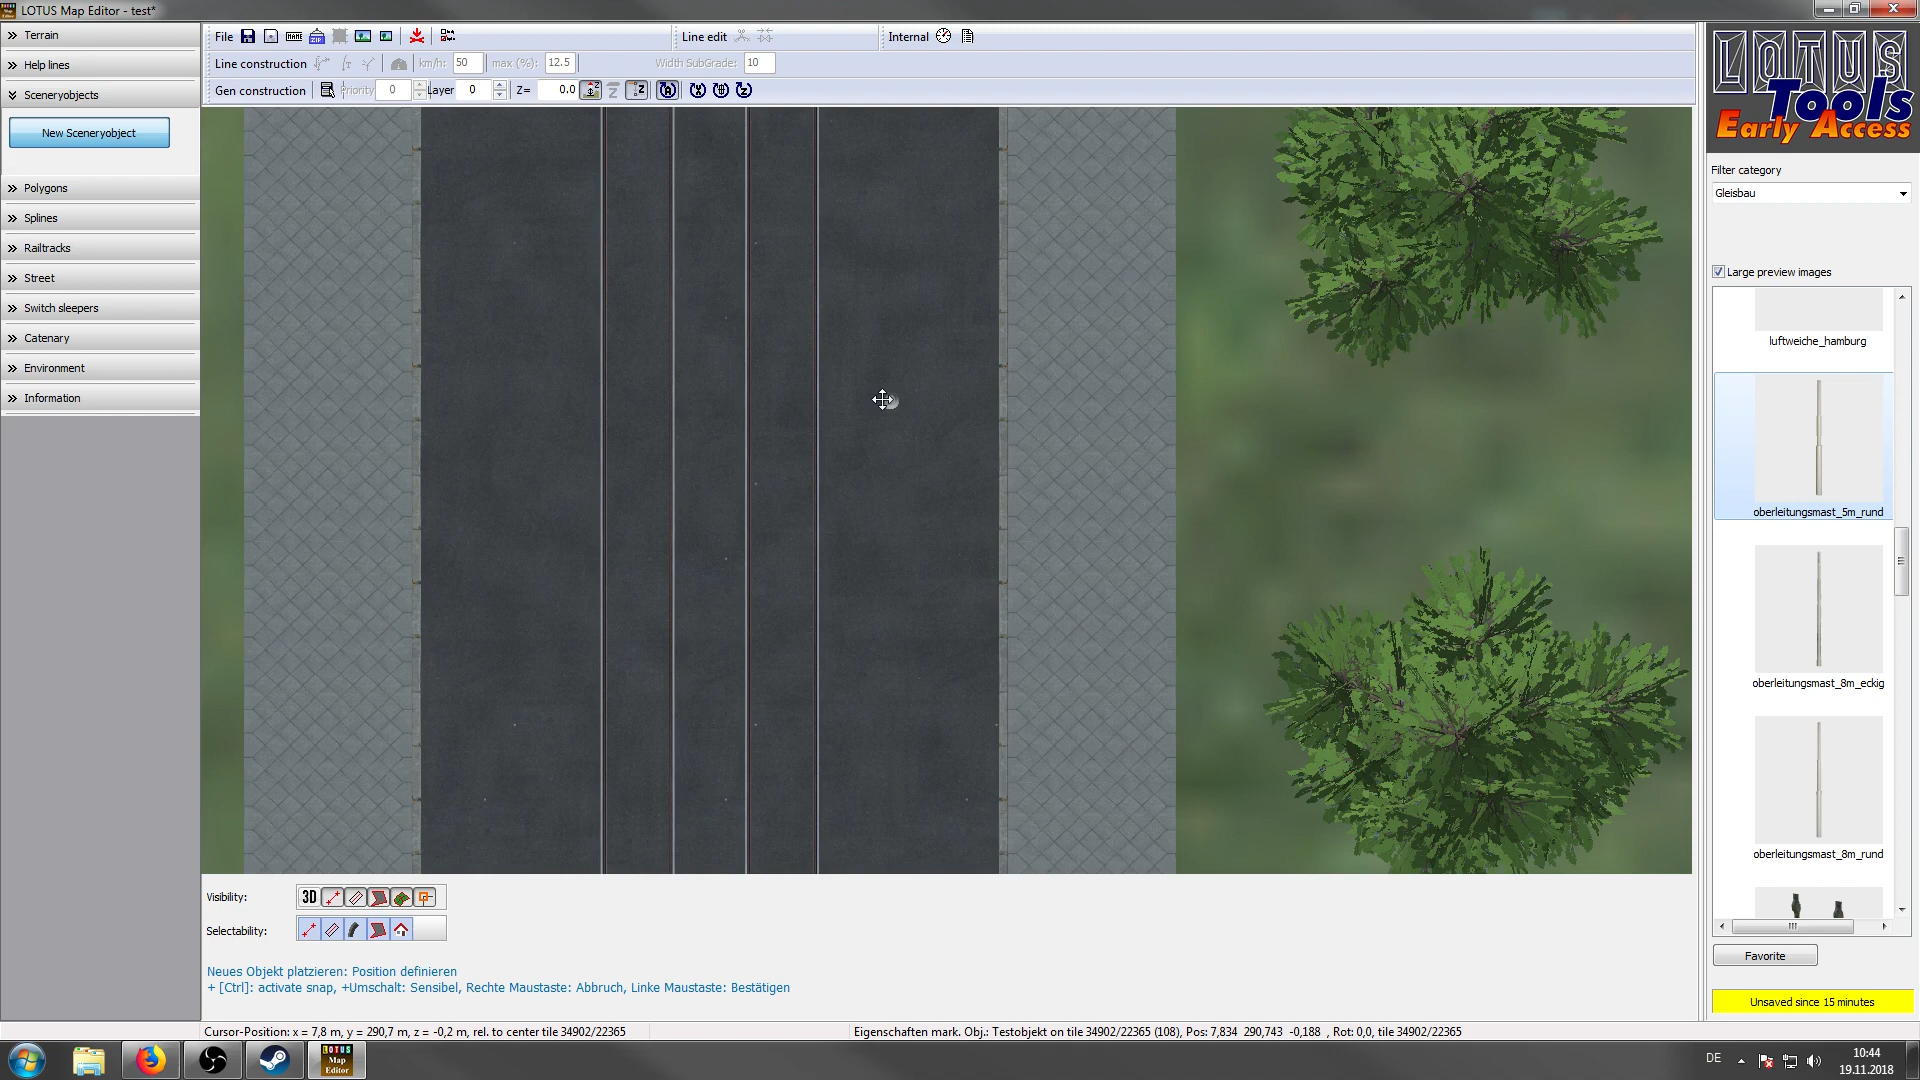 LOTUS Map Editor - test*
Terrain
Help lines
Sceneryobjects
New Sceneryobject
Polygons
Splines
Railtracks
Street
Switch sleepers
Catenary
Environment
Information
File
NAME
ZIP
Line edit
Internal
Line construction
km/h: 50
max (%): 12.5
Width SubGrade: 10
Gen construction
Priority 0
Layer 0
Z= 0.0
LOTUS
Tools
Early Access
Filter category
Gleisbau
Large preview images
luftweiche_hamburg
oberleitungsmast_5m_rund
oberleitungsmast_8m_eckig
oberleitungsmast_8m_rund
Favorite
Unsaved since 15 minutes
Visibility:
3D
Selectability:
Neues Objekt platzieren: Position definieren
+ [Ctrl]: activate snap, +Umschalt: Sensibel, Rechte Maustaste: Abbruch, Linke Maustaste: Bestätigen
Cursor-Position: x = 7,8 m, y = 290,7 m, z = -0,2 m, rel. to center tile 34902/22365
Eigenschaften mark. Obj.: Testobjekt on tile 34902/22365 (108), Pos: 7,834 290,743 -0,188 , Rot: 0,0, tile 34902/22365
LOTUS
Map
Editor
DE
10:44
19.11.2018